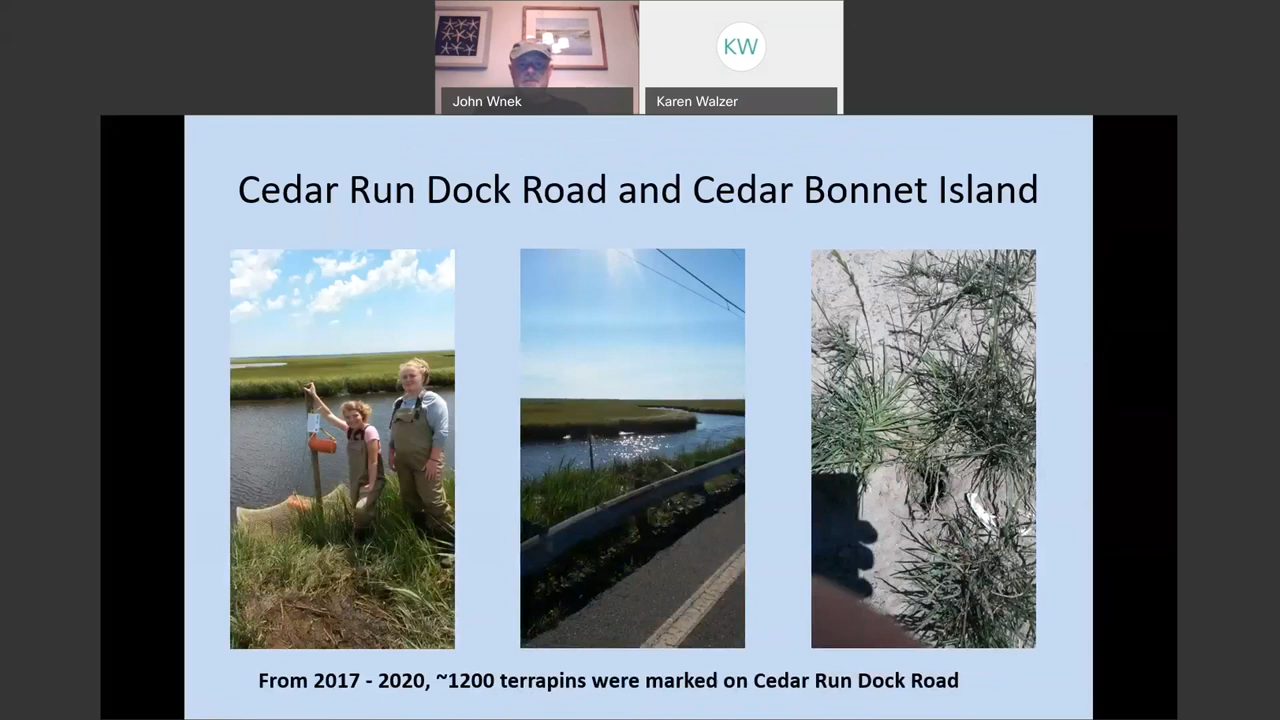 KW
John Wnek
Karen Walzer
Cedar Run Dock Road and Cedar Bonnet Island
From 2017 - 2020, ~1200 terrapins were marked on Cedar Run Dock Road